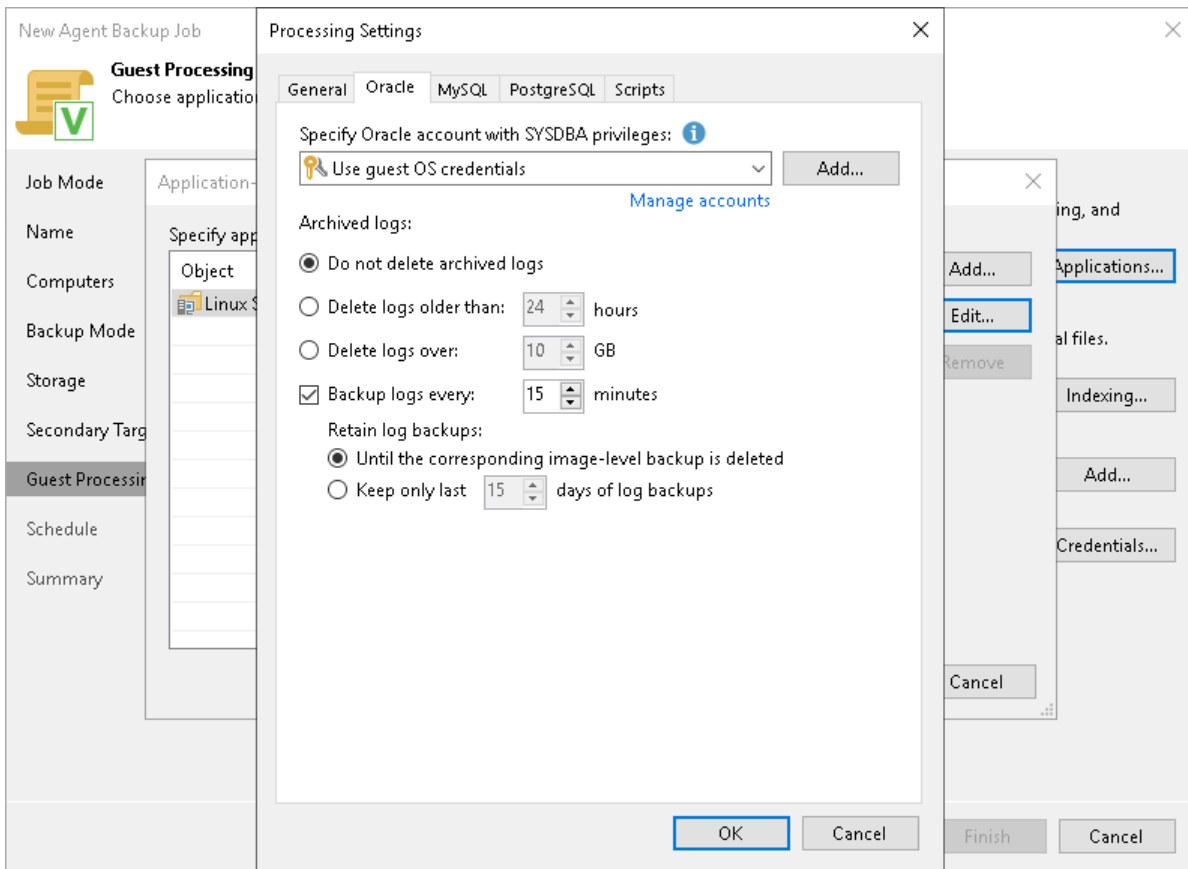 New Agent Backup Job
Guest Processing
Choose application
Job Mode
Name
Computers
Backup Mode
Storage
Secondary Targ
Guest Processin
Schedule
Summary
Application-
Specify app
Object
Linux S
Processing Settings
General Oracle MySQL PostgreSQL Scripts
Specify Oracle account with SYSDBA privileges:
Use guest OS credentials Add...
Manage accounts
Archived logs:
Do not delete archived logs
Delete logs older than: 24 hours
Delete logs over: 10 GB
Backup logs every: 15 minutes
Retain log backups:
Until the corresponding image-level backup is deleted
Keep only last 15 days of log backups
OK Cancel
Add...
Edit...
Remove
Cancel
ing, and
Applications...
al files.
Indexing...
Add...
Credentials...
Finish Cancel